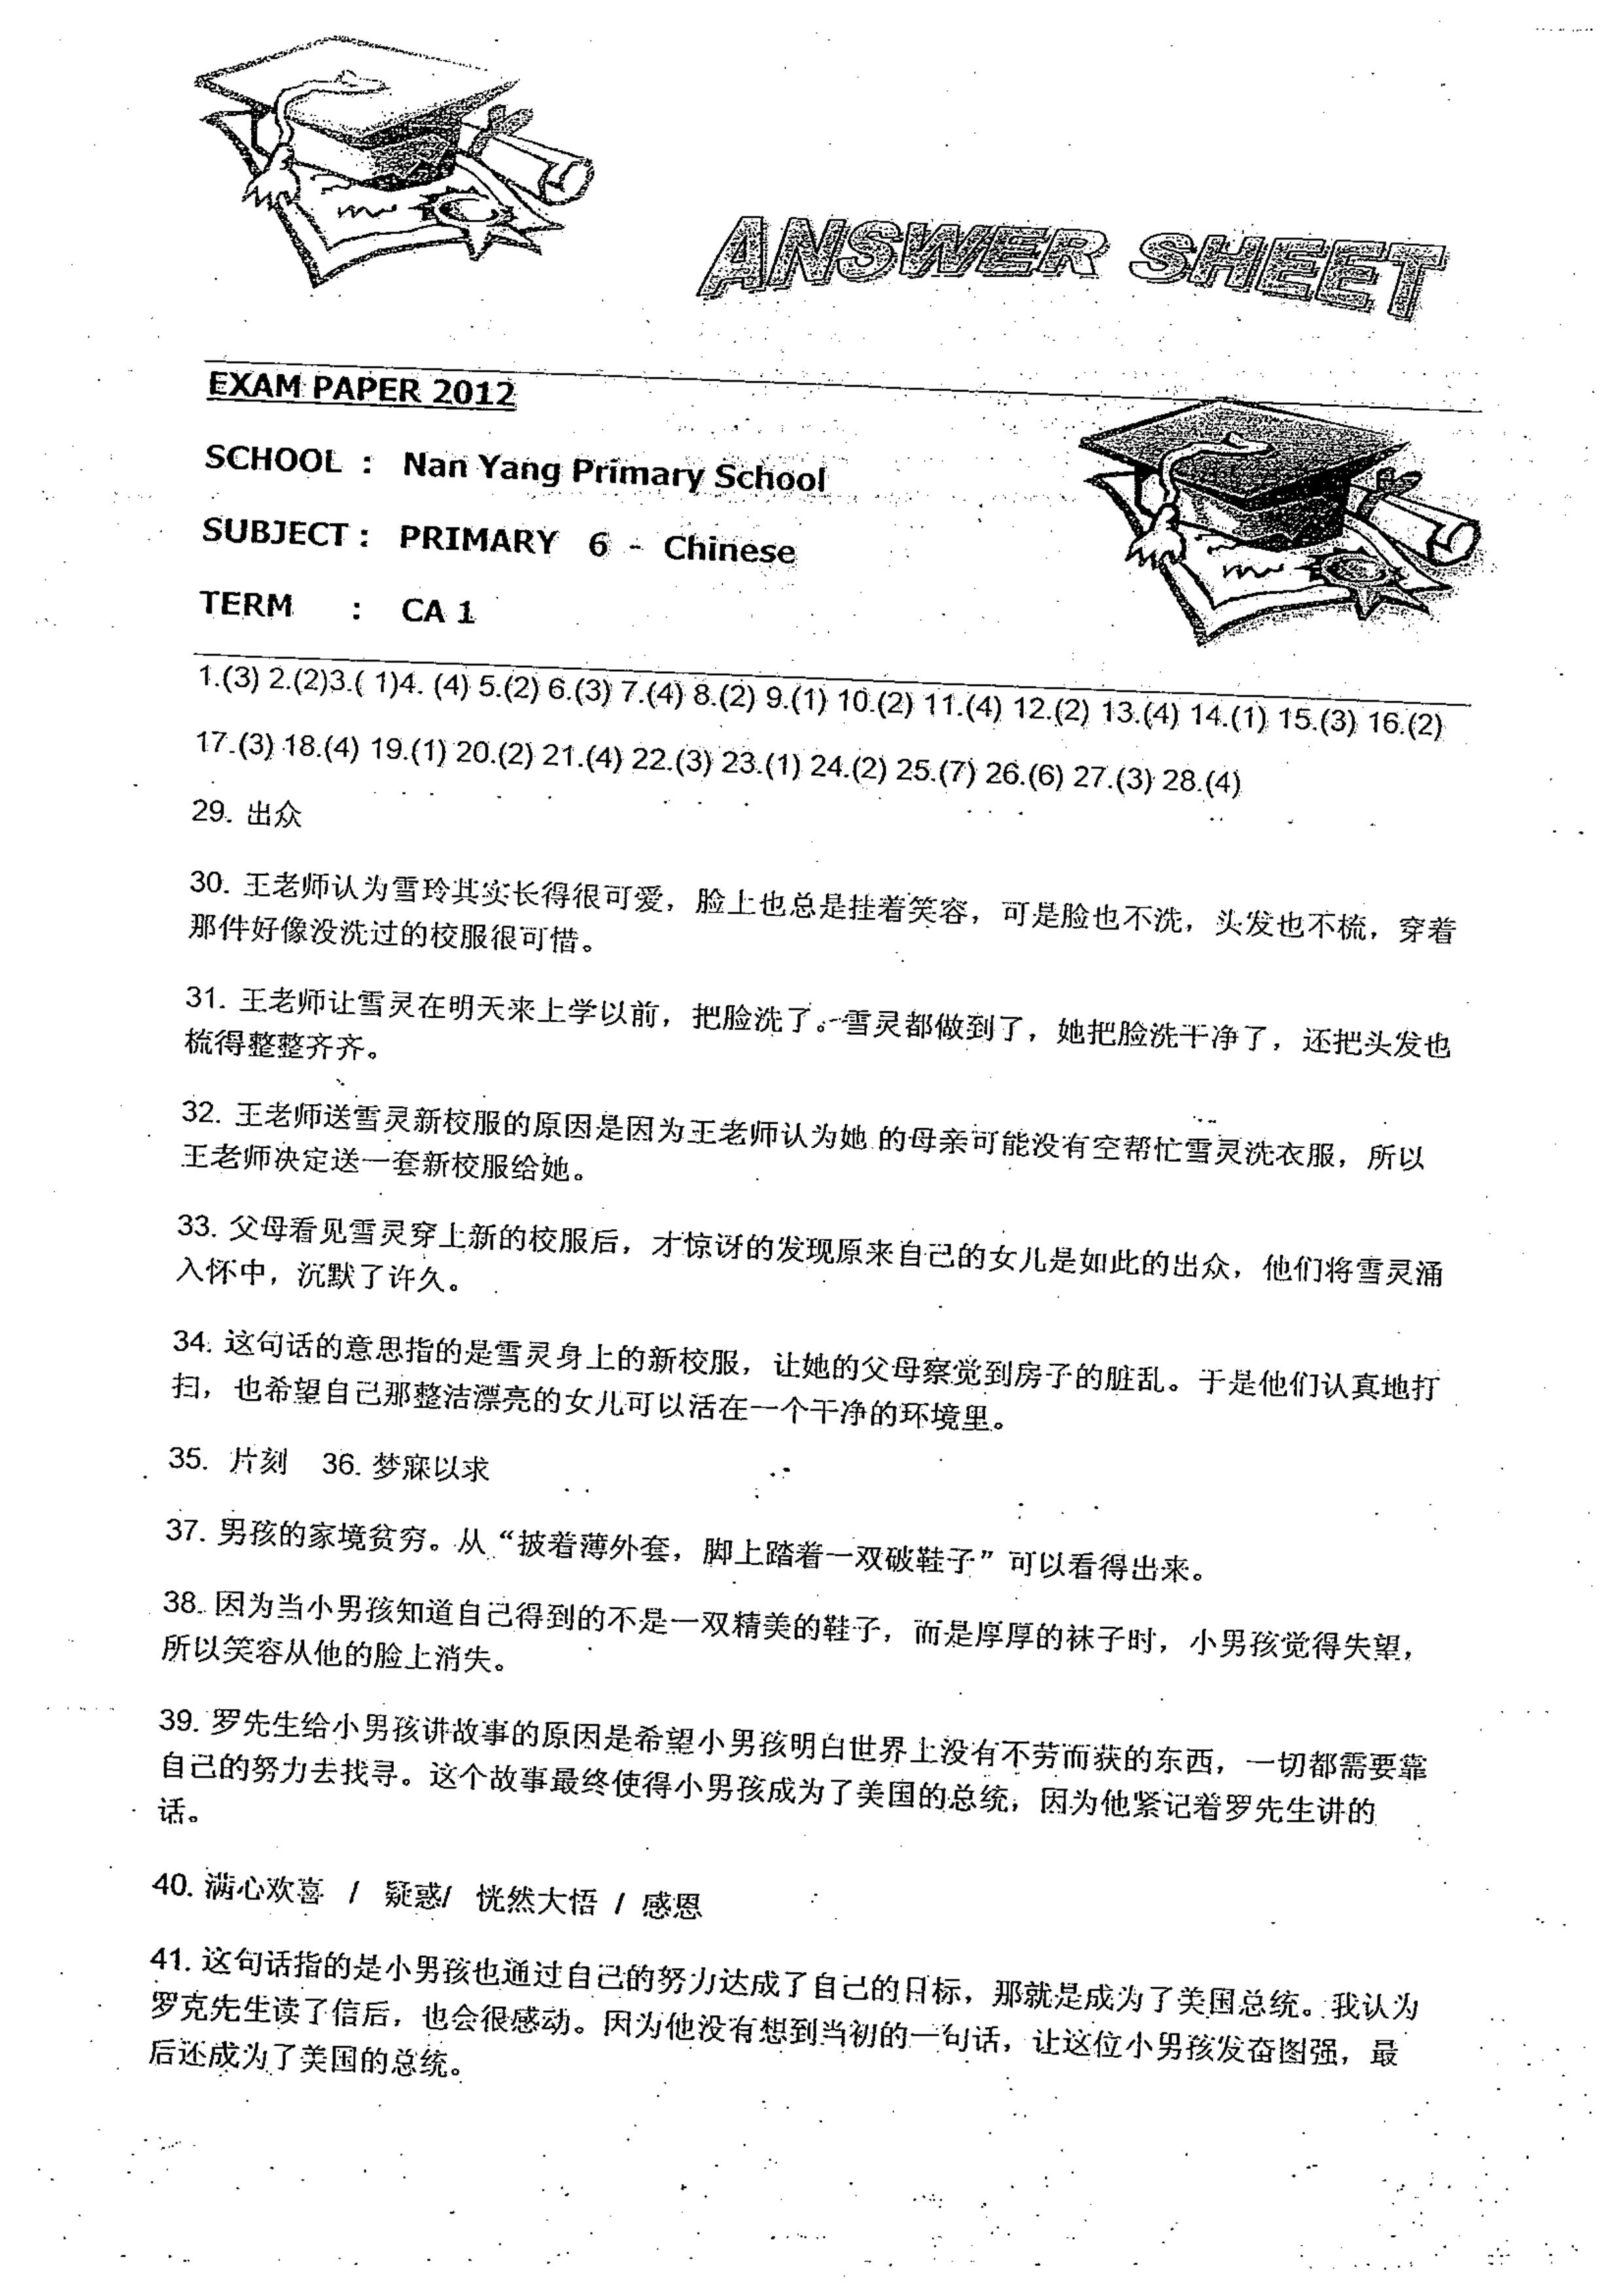 ANSWER SHEET
EXAM PAPER 2012
SCHOOL : Nan Yang Primary School
SUBJECT : PRIMARY 6 - Chinese
TERM : CA 1
1.(3) 2.(2)3.( 1)4. (4) 5.(2) 6.(3) 7.(4) 8.(2) 9.(1) 10.(2) 11.(4) 12.(2) 13.(4) 14.(1) 15.(3) 16.(2)
17.(3) 18.(4) 19.(1) 20.(2) 21.(4) 22.(3) 23.(1) 24.(2) 25.(7) 26.(6) 27.(3) 28.(4)
29. 出众
30. 王老师认为雪玲其实长得很可爱，脸上也总是挂着笑容，可是脸也不洗，头发也不梳，穿着
那件好像没洗过的校服很可惜。
31. 王老师让雪灵在明天来上学以前，把脸洗了。雪灵都做到了，她把脸洗干净了，还把头发也
梳得整整齐齐。
32. 王老师送雪灵新校服的原因是因为王老师认为她的母亲可能没有空帮忙雪灵洗衣服，所以
王老师决定送一套新校服给她。
33. 父母看见雪灵穿上新的校服后，才惊讶的发现原来自己的女儿是如此的出众，他们将雪灵涌
入怀中，沉默了许久。
34. 这句话的意思指的是雪灵身上的新校服，让她的父母察觉到房子的脏乱。于是他们认真地打
扫，也希望自己那整洁漂亮的女儿可以活在一个干净的环境里。
35. 片刻 36. 梦寐以求
37. 男孩的家境贫穷。从“披着薄外套，脚上踏着一双破鞋子”可以看得出来。
38. 因为当小男孩知道自己得到的不是一双精美的鞋子，而是厚厚的袜子时，小男孩觉得失望，
所以笑容从他的脸上消失。
39. 罗先生给小男孩讲故事的原因是希望小男孩明白世界上没有不劳而获的东西，一切都需要靠
自己的努力去找寻。这个故事最终使得小男孩成为了美国的总统，因为他紧记着罗先生讲的
话。
40. 满心欢喜 / 疑惑/ 恍然大悟 / 感恩
41. 这句话指的是小男孩也通过自己的努力达成了自己的目标，那就是成为了美国总统。我认为
罗克先生读了信后，也会很感动。因为他没有想到当初的一句话，让这位小男孩发奋图强，最
后还成为了美国的总统。